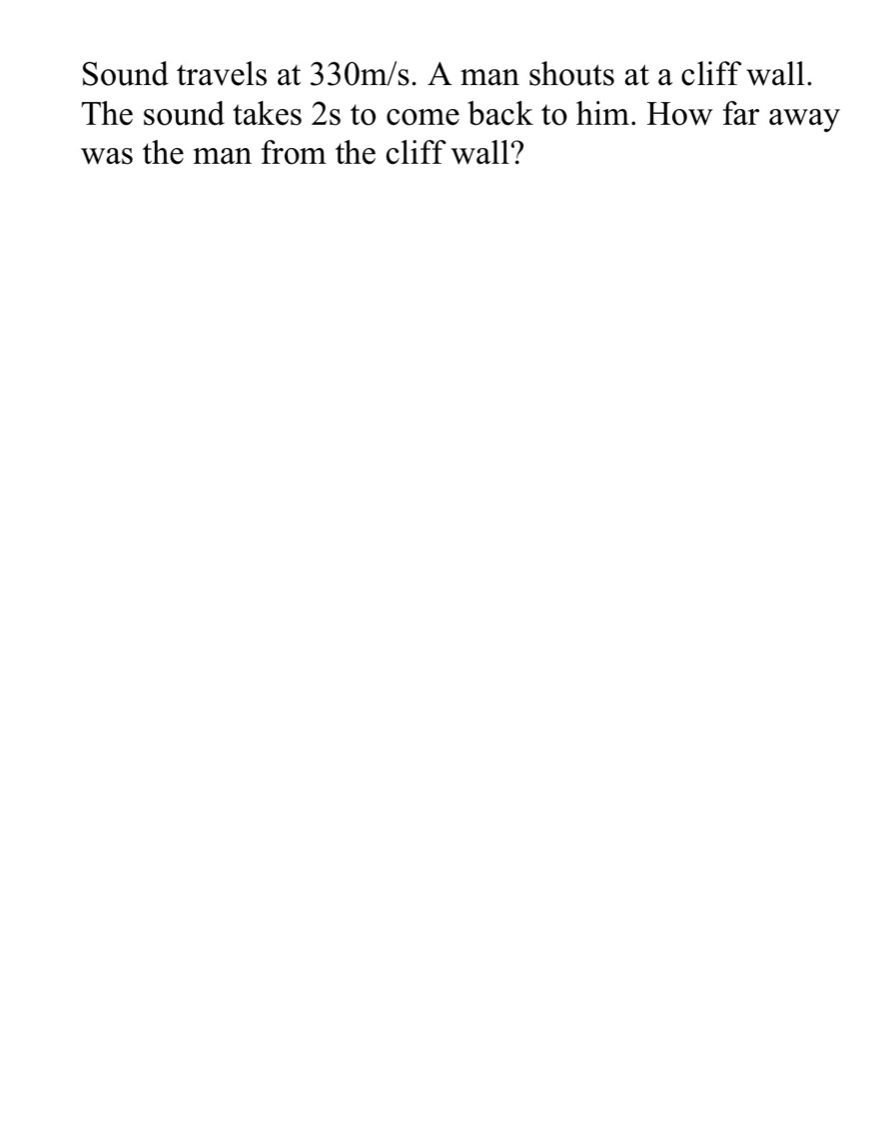 Sound travels at 330m/s. A man shouts at a cliff wall.
The sound takes 2s to come back to him. How far away
was the man from the cliff wall?